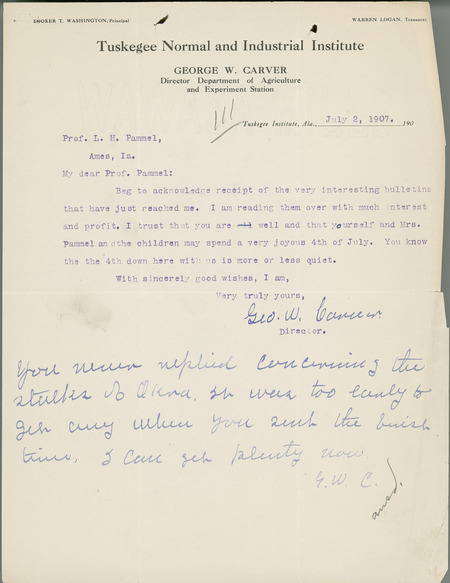 BOOKER T. WASHINGTON, Principal
WARREN LOGAN, Treasurer
Tuskegee Normal and Industrial Institute
GEORGE W. CARVER
Director Department of Agriculture
and Experiment Station
111
Tuskegee Institute, Ala., July 2, 1907. 190
Prof. L. H. Pammel,
Ames, Ia.
My dear Prof. Pammel:
Beg to acknowledge receipt of the very interesting bulletins
that have just reached me. I am reading them over with much interest
and profit. I trust that you are all well and that yourself and Mrs.
Pammel andthe children may spend a very joyous 4th of July. You know
the the 4th down here with us is more or less quiet.
With sincerely good wishes, I am,
Very truly yours,
Geo. W. Carver.
Director.
You never replied concerning the
stalks of Okra, it was too early to
get any when you sent the first
time. I can get plenty now
G. W. C.
ansd.